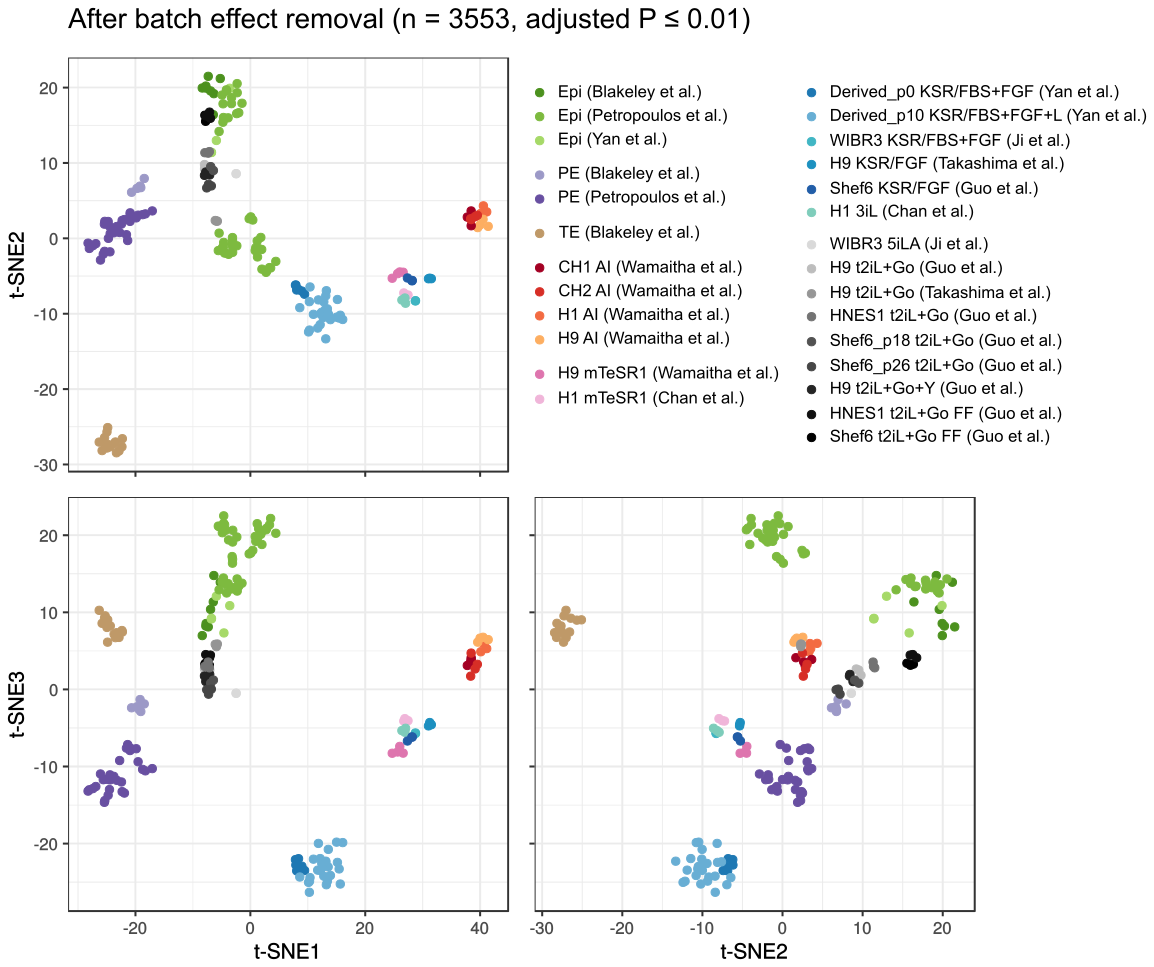 After batch effect removal (n = 3553, adjusted P ≤ 0.01)
20
10
0
-10
-20
-30
t-SNE2
Epi (Blakeley et al.)
Epi (Petropoulos et al.)
Epi (Yan et al.)
PE (Blakeley et al.)
PE (Petropoulos et al.)
TE (Blakeley et al.)
CH1 AI (Wamaitha et al.)
CH2 AI (Wamaitha et al.)
H1 AI (Wamaitha et al.)
H9 AI (Wamaitha et al.)
H9 mTeSR1 (Wamaitha et al.)
H1 mTeSR1 (Chan et al.)
Derived_p0 KSR/FBS+FGF (Yan et al.)
Derived_p10 KSR/FBS+FGF+L (Yan et al.)
WIBR3 KSR/FBS+FGF (Ji et al.)
H9 KSR/FGF (Takashima et al.)
Shef6 KSR/FGF (Guo et al.)
H1 3iL (Chan et al.)
WIBR3 5iLA (Ji et al.)
H9 t2iL+Go (Guo et al.)
H9 t2iL+Go (Takashima et al.)
HNES1 t2iL+Go (Guo et al.)
Shef6_p18 t2iL+Go (Guo et al.)
Shef6_p26 t2iL+Go (Guo et al.)
H9 t2iL+Go+Y (Guo et al.)
HNES1 t2iL+Go FF (Guo et al.)
Shef6 t2iL+Go FF (Guo et al.)
20
10
0
-10
-20
t-SNE3
-20 0 20 40
t-SNE1
-30 -20 -10 0 10 20
t-SNE2